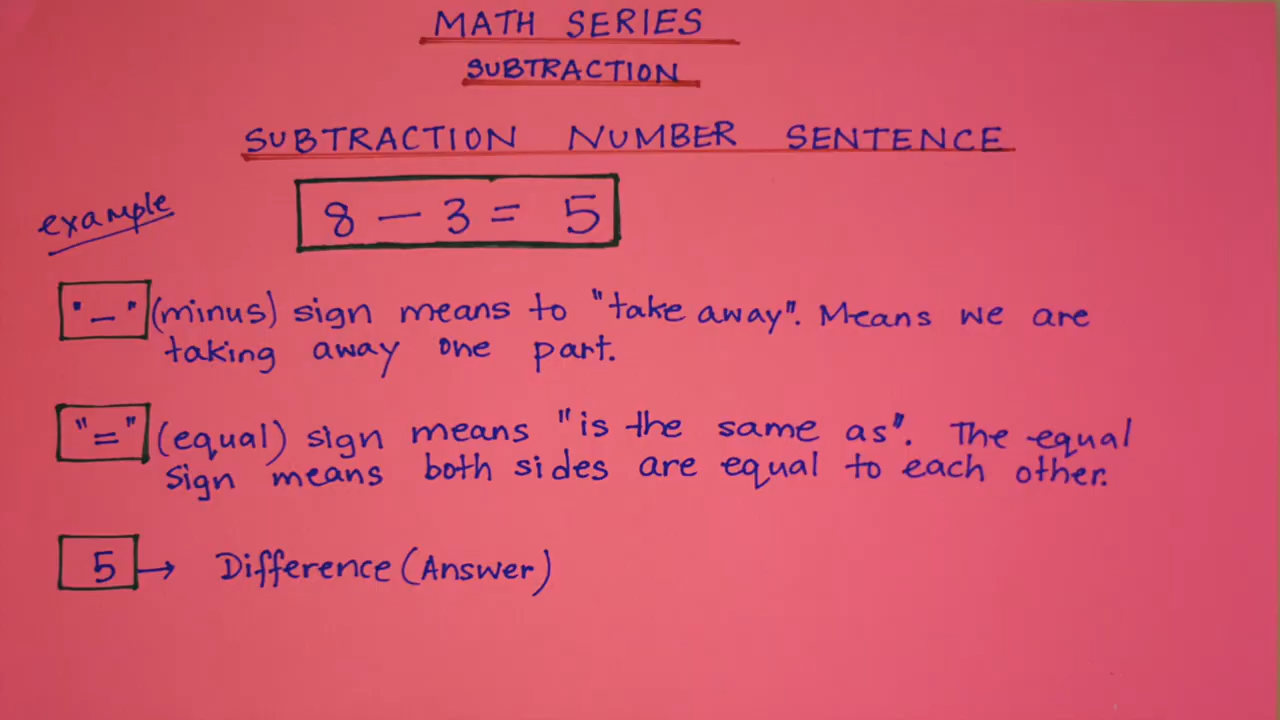 MATH SERIES
SUBTRACTION
SUBTRACTION NUMBER SENTENCE
example
8 - 3 = 5
"-" (minus) sign means to "take away". Means we are
taking away one part.
"=" (equal) sign means "is the same as". The equal
sign means both sides are equal to each other.
5 → Difference (Answer)